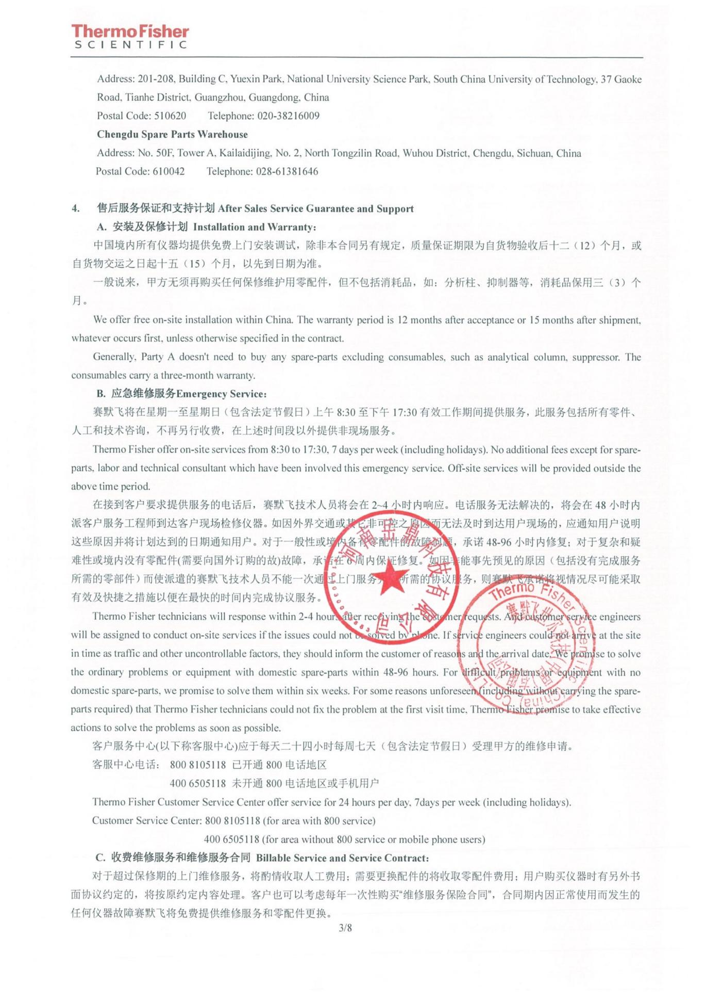 ThermoFisher
SCIENTIFIC
Address: 201-208, Building C, Yuexin Park, National University Science Park, South China University of Technology, 37 Gaoke
Road, Tianhe District, Guangzhou, Guangdong, China
Postal Code: 510620 Telephone: 020-38216009
Chengdu Spare Parts Warehouse
Address: No. 50F, Tower A, Kailaidijing, No. 2, North Tongzilin Road, Wuhou District, Chengdu, Sichuan, China
Postal Code: 610042 Telephone: 028-61381646
4. 售后服务保证和支持计划 After Sales Service Guarantee and Support
A. 安装及保修计划 Installation and Warranty:
中国境内所有仪器均提供免费上门安装调试，除非本合同另有规定，质量保证期限为自货物验收后十二（12）个月，或
自货物交运之日起十五（15）个月，以先到日期为准。
一般说来，甲方无须再购买任何保修维护用零配件，但不包括消耗品，如：分析柱、抑制器等，消耗品保用三（3）个
月。
We offer free on-site installation within China. The warranty period is 12 months after acceptance or 15 months after shipment,
whatever occurs first, unless otherwise specified in the contract.
Generally, Party A doesn't need to buy any spare-parts excluding consumables, such as analytical column, suppressor. The
consumables carry a three-month warranty.
B. 应急维修服务Emergency Service:
赛默飞将在星期一至星期日（包含法定节假日）上午 8:30 至下午 17:30 有效工作期间提供服务，此服务包括所有零件、
人工和技术咨询，不再另行收费，在上述时间段以外提供非现场服务。
Thermo Fisher offer on-site services from 8:30 to 17:30, 7 days per week (including holidays). No additional fees except for spare-
parts, labor and technical consultant which have been involved this emergency service. Off-site services will be provided outside the
above time period.
在接到客户要求提供服务的电话后，赛默飞技术人员将会在 2~4 小时内响应。电话服务无法解决的，将会在 48 小时内
派客户服务工程师到达客户现场检修仪器。如因外界交通或其它非可控之原因而无法及时到达用户现场的，应通知用户说明
这些原因并将计划达到的日期通知用户。对于一般性或境内备有零配件的故障问题，承诺 48-96 小时内修复；对于复杂和疑
难性或境内没有零配件(需要向国外订购的故)故障，承诺在 6 周内保证修复。如因非能事先预见的原因（包括没有完成服务
所需的零部件）而使派遣的赛默飞技术人员不能一次通过上门服务 所需的协议服务，则赛默飞承诺将视情况尽可能采取
有效及快捷之措施以便在最快的时间内完成协议服务。
Thermo Fisher technicians will response within 2-4 hours after receiving the customer requests. And customer service engineers
will be assigned to conduct on-site services if the issues could not be solved by phone. If service engineers could not arrive at the site
in time as traffic and other uncontrollable factors, they should inform the customer of reasons and the arrival date. We promise to solve
the ordinary problems or equipment with domestic spare-parts within 48-96 hours. For difficult problems or equipment with no
domestic spare-parts, we promise to solve them within six weeks. For some reasons unforeseen (including without carrying the spare-
parts required) that Thermo Fisher technicians could not fix the problem at the first visit time, Thermo Fisher promise to take effective
actions to solve the problems as soon as possible.
河南岳鼎科技有限公司
Thermo Fisher Scientific (China) Co., Ltd.
赛默飞世尔科技(中国)有限公司
客户服务中心(以下称客服中心)应于每天二十四小时每周七天（包含法定节假日）受理甲方的维修申请。
客服中心电话： 800 8105118 已开通 800 电话地区
400 6505118 未开通 800 电话地区或手机用户
Thermo Fisher Customer Service Center offer service for 24 hours per day, 7days per week (including holidays).
Customer Service Center: 800 8105118 (for area with 800 service)
400 6505118 (for area without 800 service or mobile phone users)
C. 收费维修服务和维修服务合同 Billable Service and Service Contract:
对于超过保修期的上门维修服务，将酌情收取人工费用；需要更换配件的将收取零配件费用；用户购买仪器时有另外书
面协议约定的，将按原约定内容处理。客户也可以考虑每年一次性购买“维修服务保险合同”，合同期内因正常使用而发生的
任何仪器故障赛默飞将免费提供维修服务和零配件更换。
3/8